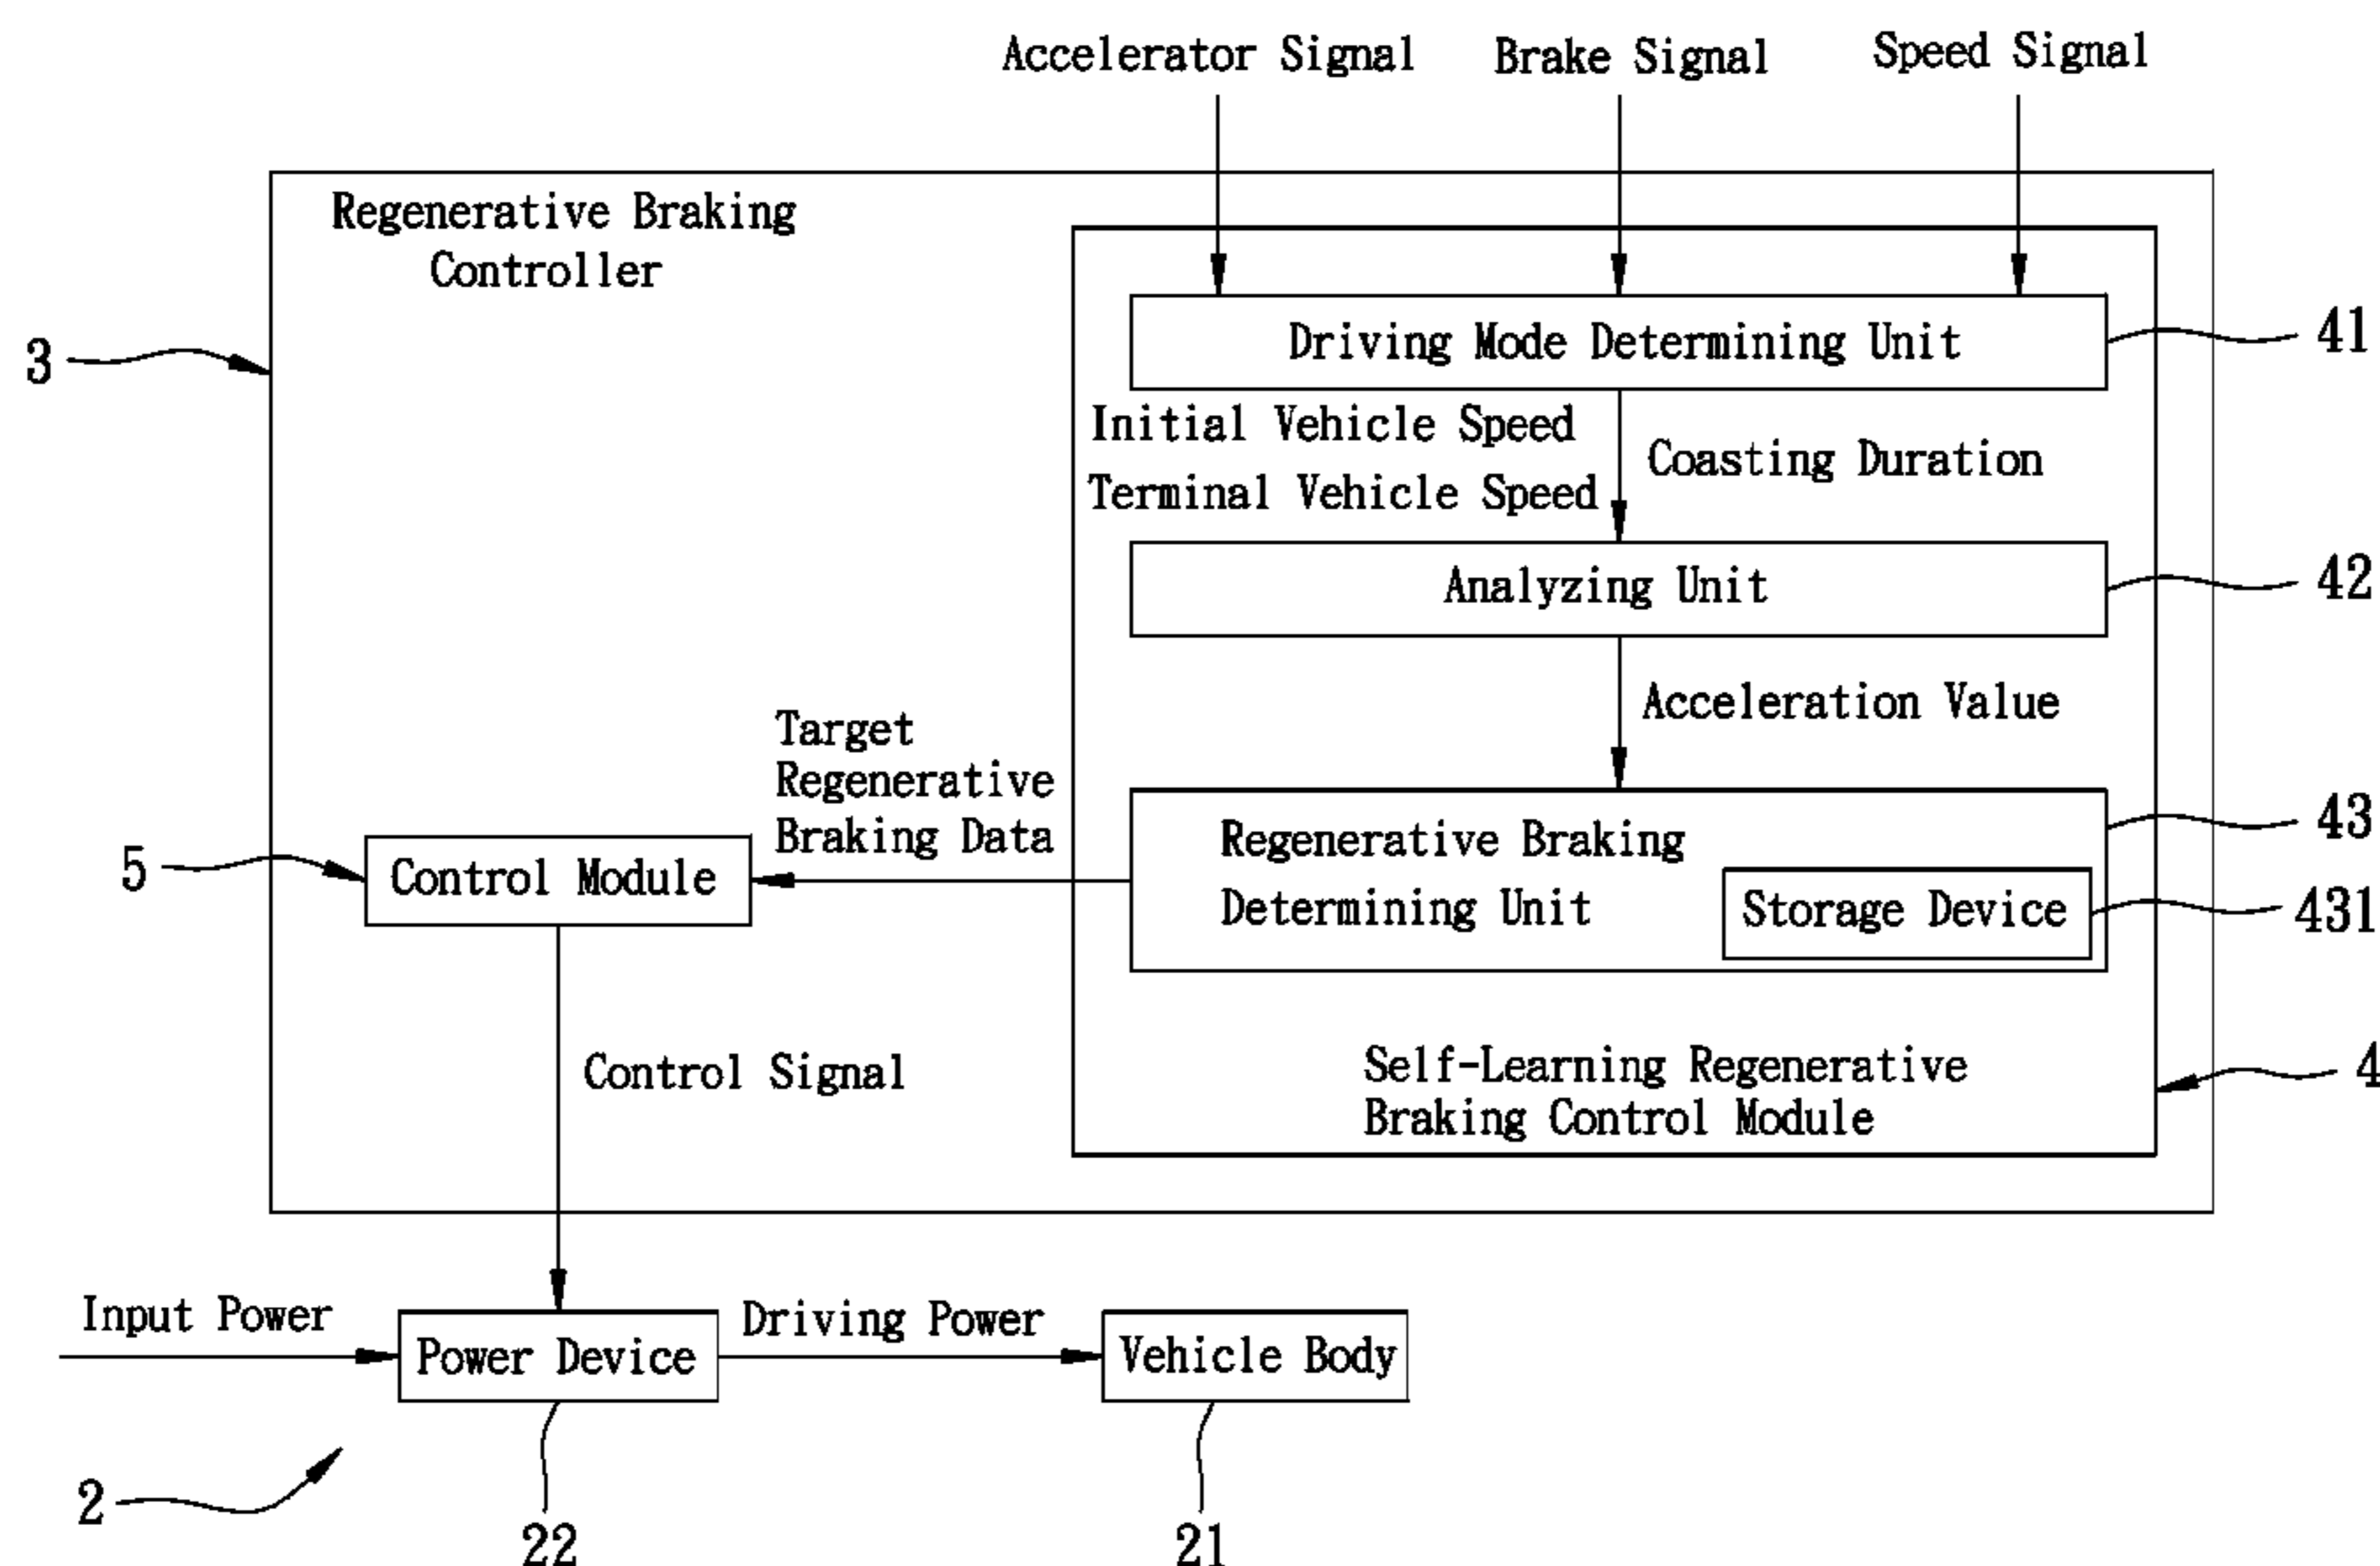 Accelerator Signal
Brake Signal
Speed Signal
Regenerative Braking
Controller
3
Driving Mode Determining Unit
41
Initial Vehicle Speed
Terminal Vehicle Speed
Coasting Duration
Analyzing Unit
42
Acceleration Value
Target
Regenerative
Braking Data
Regenerative Braking
Determining Unit
43
Storage Device
431
5
Control Module
Control Signal
Self-Learning Regenerative
Braking Control Module
4
Input Power
Power Device
Driving Power
Vehicle Body
2
22
21